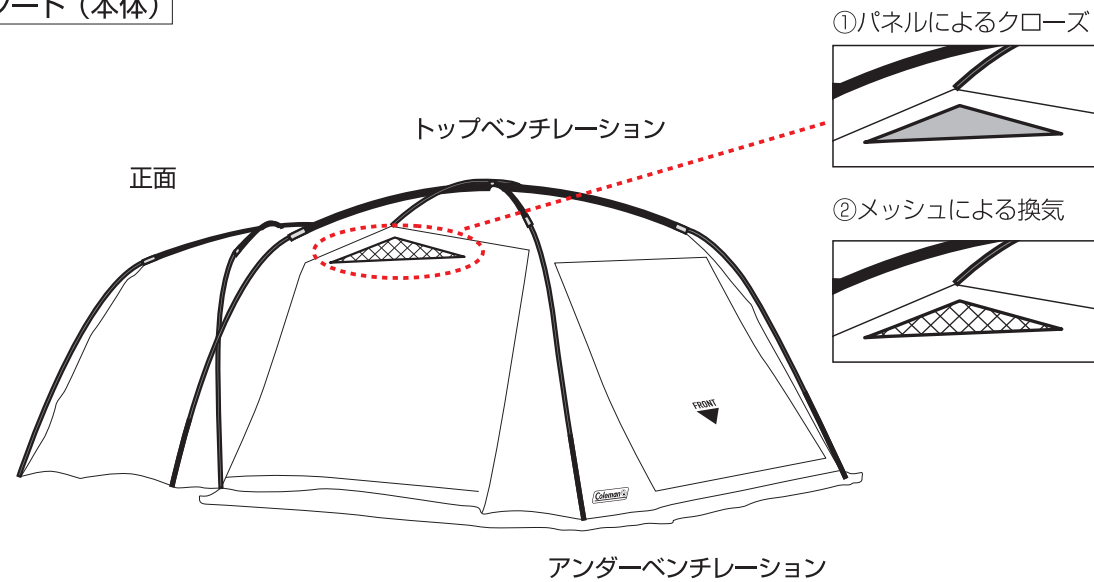 ート（本体）
①パネルによるクローズ
トップベンチレーション
正面
②メッシュによる換気
FRONT
Coleman
アンダーベンチレーション